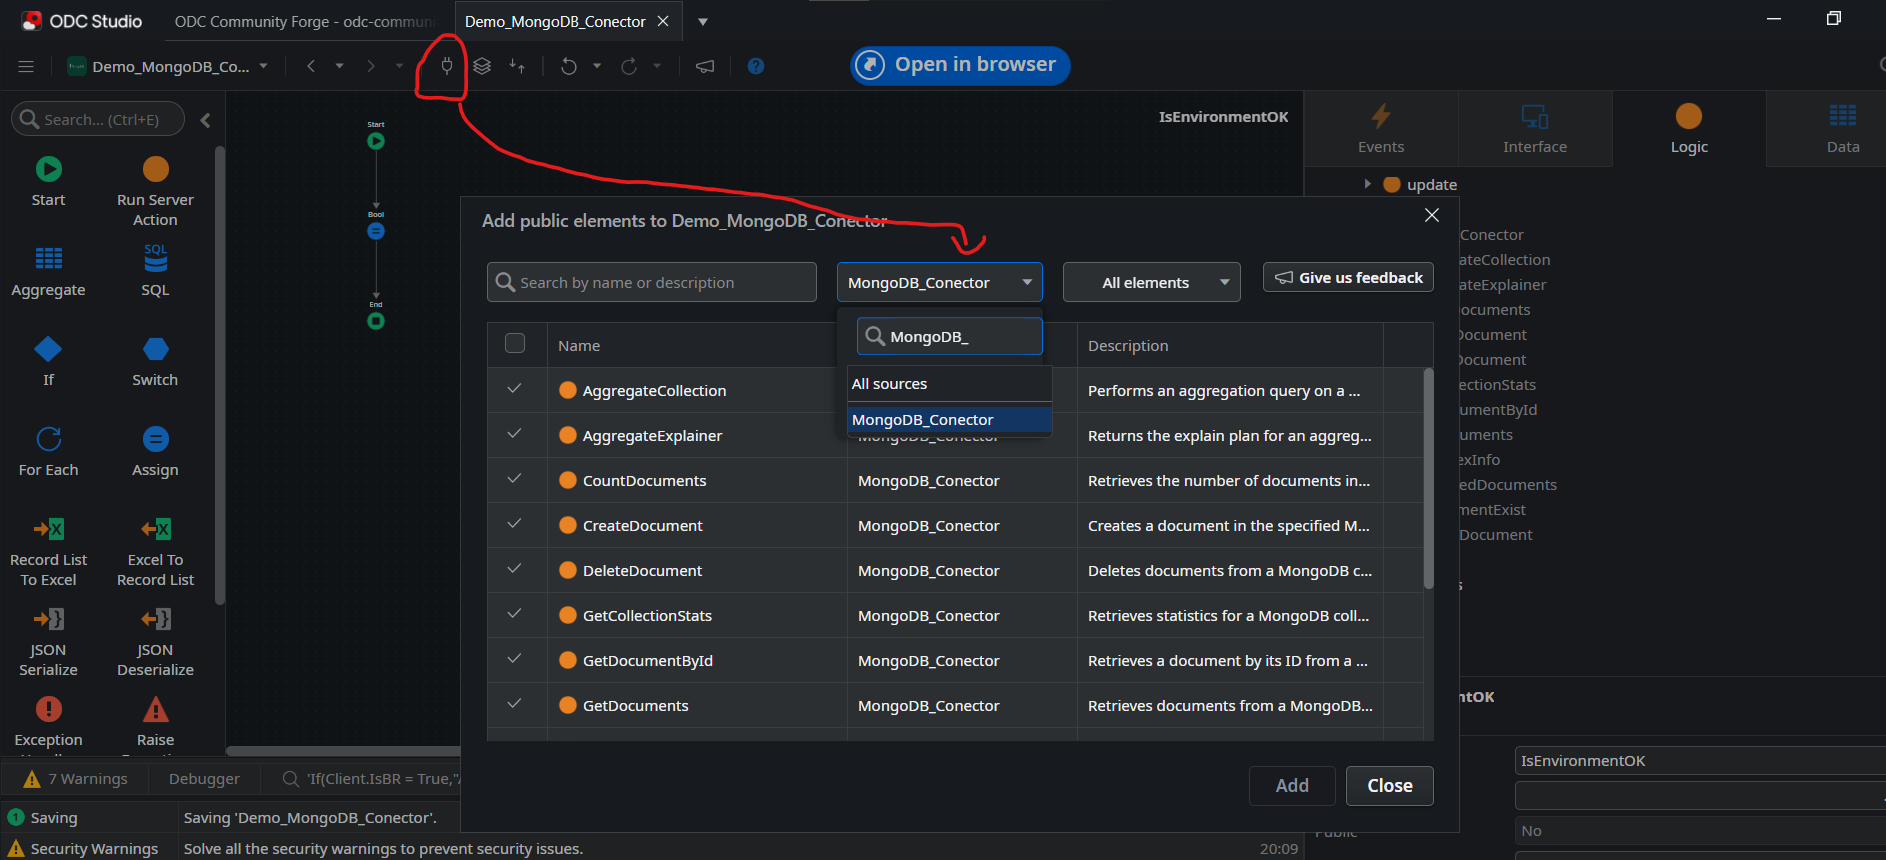 ODC Studio
ODC Community Forge - odc-commun
Demo_MongoDB_Conector
Demo_MongoDB_Co...
Open in browser
Search... (Ctrl+E)
Start
Run Server
Action
Aggregate
SQL
SQL
If
Switch
For Each
Assign
Record List
To Excel
Excel To
Record List
JSON
Serialize
JSON
Deserialize
Exception
Raise
Start
Bool
End
IsEnvironmentOK
Events
Interface
Logic
Data
update
Conector
ateCollection
ateExplainer
ocuments
Document
Document
ectionStats
umentById
uments
exInfo
edDocuments
mentExist
Document
s
ntOK
IsEnvironmentOK
Public
No
Add public elements to Demo_MongoDB_Conector
Search by name or description
MongoDB_Conector
All elements
Give us feedback
MongoDB_
All sources
MongoDB_Conector
Name
Description
AggregateCollection
Performs an aggregation query on a ...
AggregateExplainer
MongoDB_Conector
Returns the explain plan for an aggreg...
CountDocuments
MongoDB_Conector
Retrieves the number of documents in...
CreateDocument
MongoDB_Conector
Creates a document in the specified M...
DeleteDocument
MongoDB_Conector
Deletes documents from a MongoDB c...
GetCollectionStats
MongoDB_Conector
Retrieves statistics for a MongoDB coll...
GetDocumentById
MongoDB_Conector
Retrieves a document by its ID from a ...
GetDocuments
MongoDB_Conector
Retrieves documents from a MongoDB...
Add
Close
7 Warnings
Debugger
'If(Client.IsBR = True,"
1
Saving
Saving 'Demo_MongoDB_Conector'.
Security Warnings
Solve all the security warnings to prevent security issues.
20:09